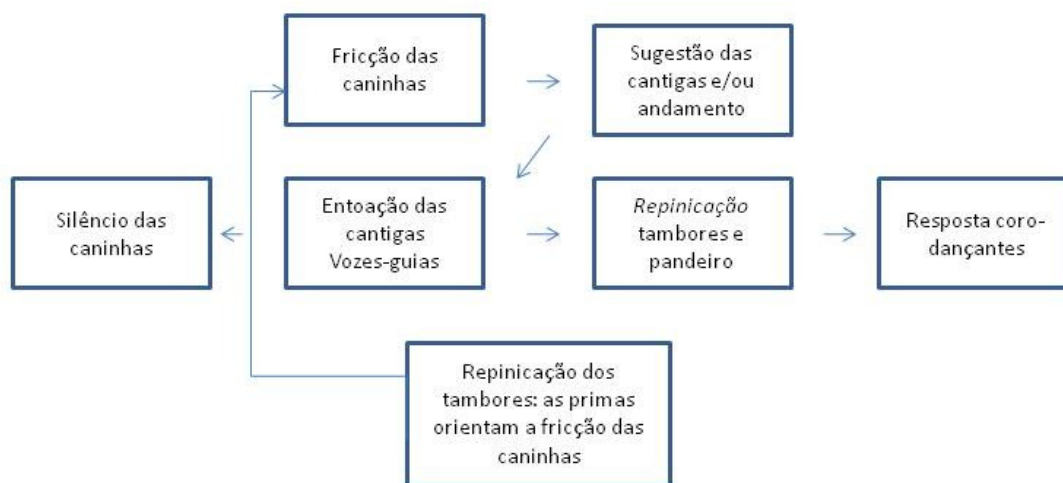 Fricção das
caninhas
Sugestão das
cantigas e/ou
andamento
Silêncio das
caninhas
Entoação das
cantigas
Vozes-guias
Repinicação
tambores e
pandeiro
Resposta coro-
dançantes
Repinicação dos
tambores: as primas
orientam a fricção das
caninhas